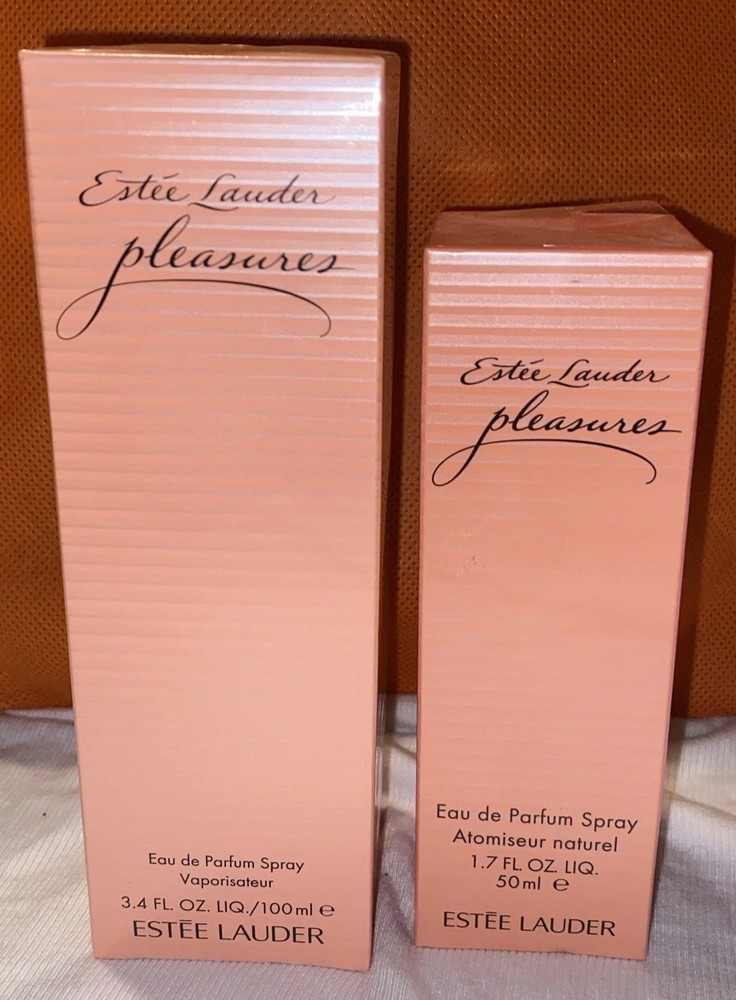 Estée Lauder
pleasures
Eau de Parfum Spray
Vaporisateur
3.4 FL. OZ. LIQ./100ml ℮
ESTĒE LAUDER
Estée Lauder
pleasures
Eau de Parfum Spray
Atomiseur naturel
1.7 FL. OZ. LIQ.
50ml ℮
ESTĒE LAUDER